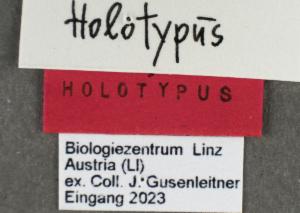 Holotypus
HOLOTYPUS
Biologiezentrum Linz
Austria (LI)
ex. Coll. J. Gusenleitner
Eingang 2023